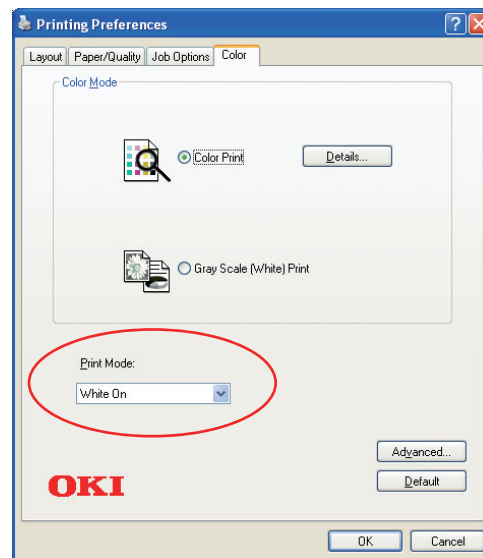 Printing Preferences
Layout Paper/Quality Job Options Color
Color Mode
Color Print Details...
Gray Scale (White) Print
Print Mode:
White On
Advanced...
OKI Default
OK Cancel